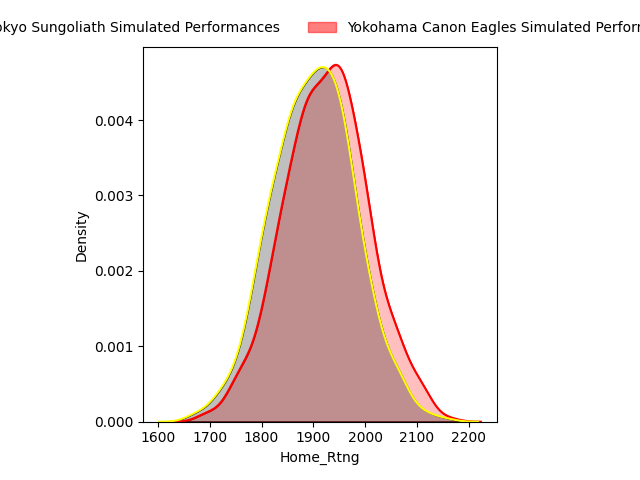 okyo Sungoliath Simulated Performances
Yokohama Canon Eagles Simulated Perfor
0.004
0.003
0.002
0.001
0.000
Density
1600 1700 1800 1900 2000 2100 2200
Home_Rtng